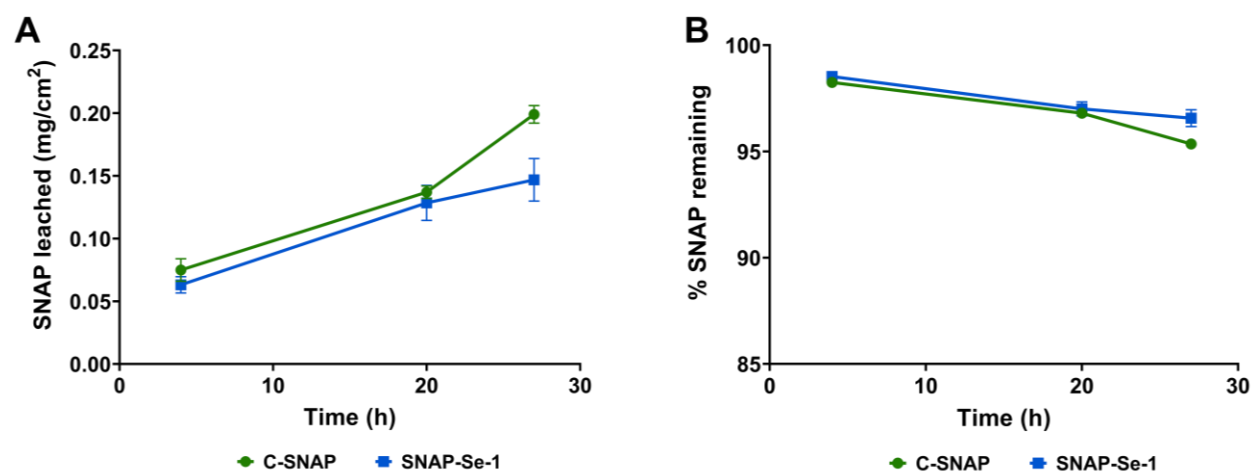 A
SNAP leached (mg/cm²)
0.25
0.20
0.15
0.10
0.05
0.00
0 10 20 30
Time (h)
C-SNAP SNAP-Se-1
B
% SNAP remaining
100
95
90
85
0 10 20 30
Time (h)
C-SNAP SNAP-Se-1